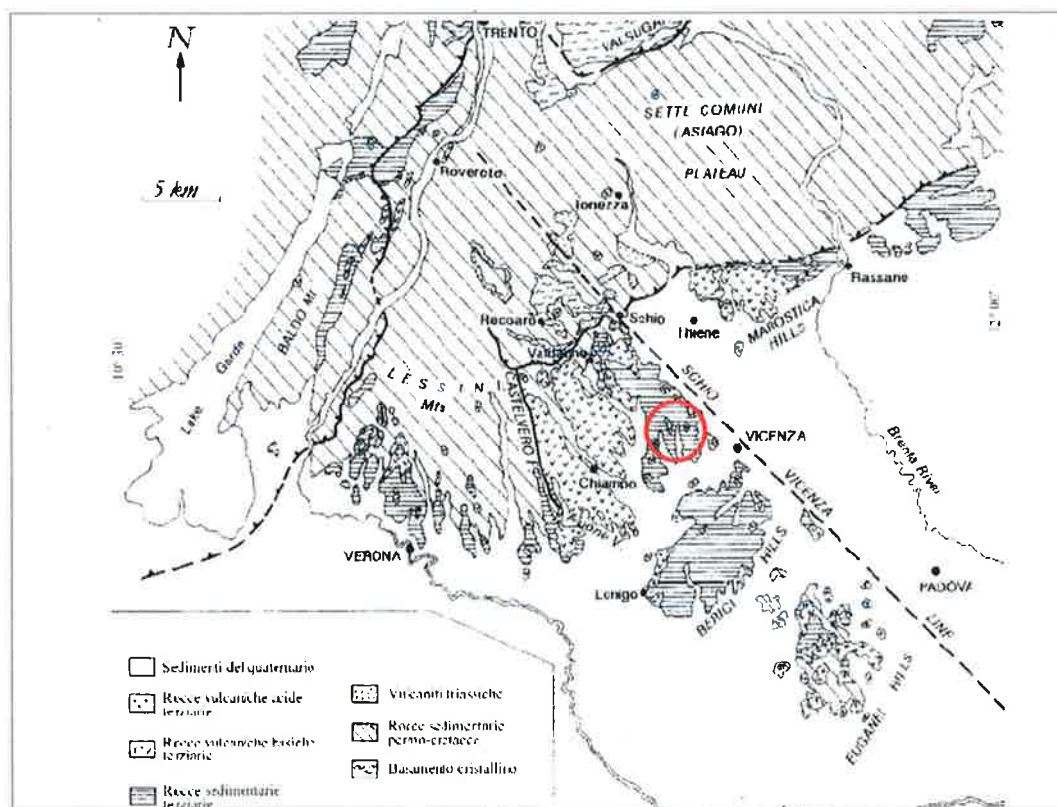 N
TRENTO
VALSUGANA
SETTE COMUNI
(ASIAGO)
PLATEAU
5 km
Rovereto
Tonezza
Bassano
MAROSTICA
HILLS
Schio
Thiene
Recoaro
Valdagno
BALDO Mt.
Garda
Lake
LESSINI
Mts
CASTELVERO
SCHIO
VICENZA
VICENZA
LINE
Chiampo
Brenta River
VERONA
Lonigo
BERICI
HILLS
PADOVA
EUGANEI
HILLS
Sedimenti del quaternario
Rocce vulcaniche acide
terziarie
Rocce vulcaniche basiche
terziarie
Rocce sedimentarie
terziarie
Vulcaniti triassiche
Rocce sedimentarie
permo-cretacee
Basamento cristallino